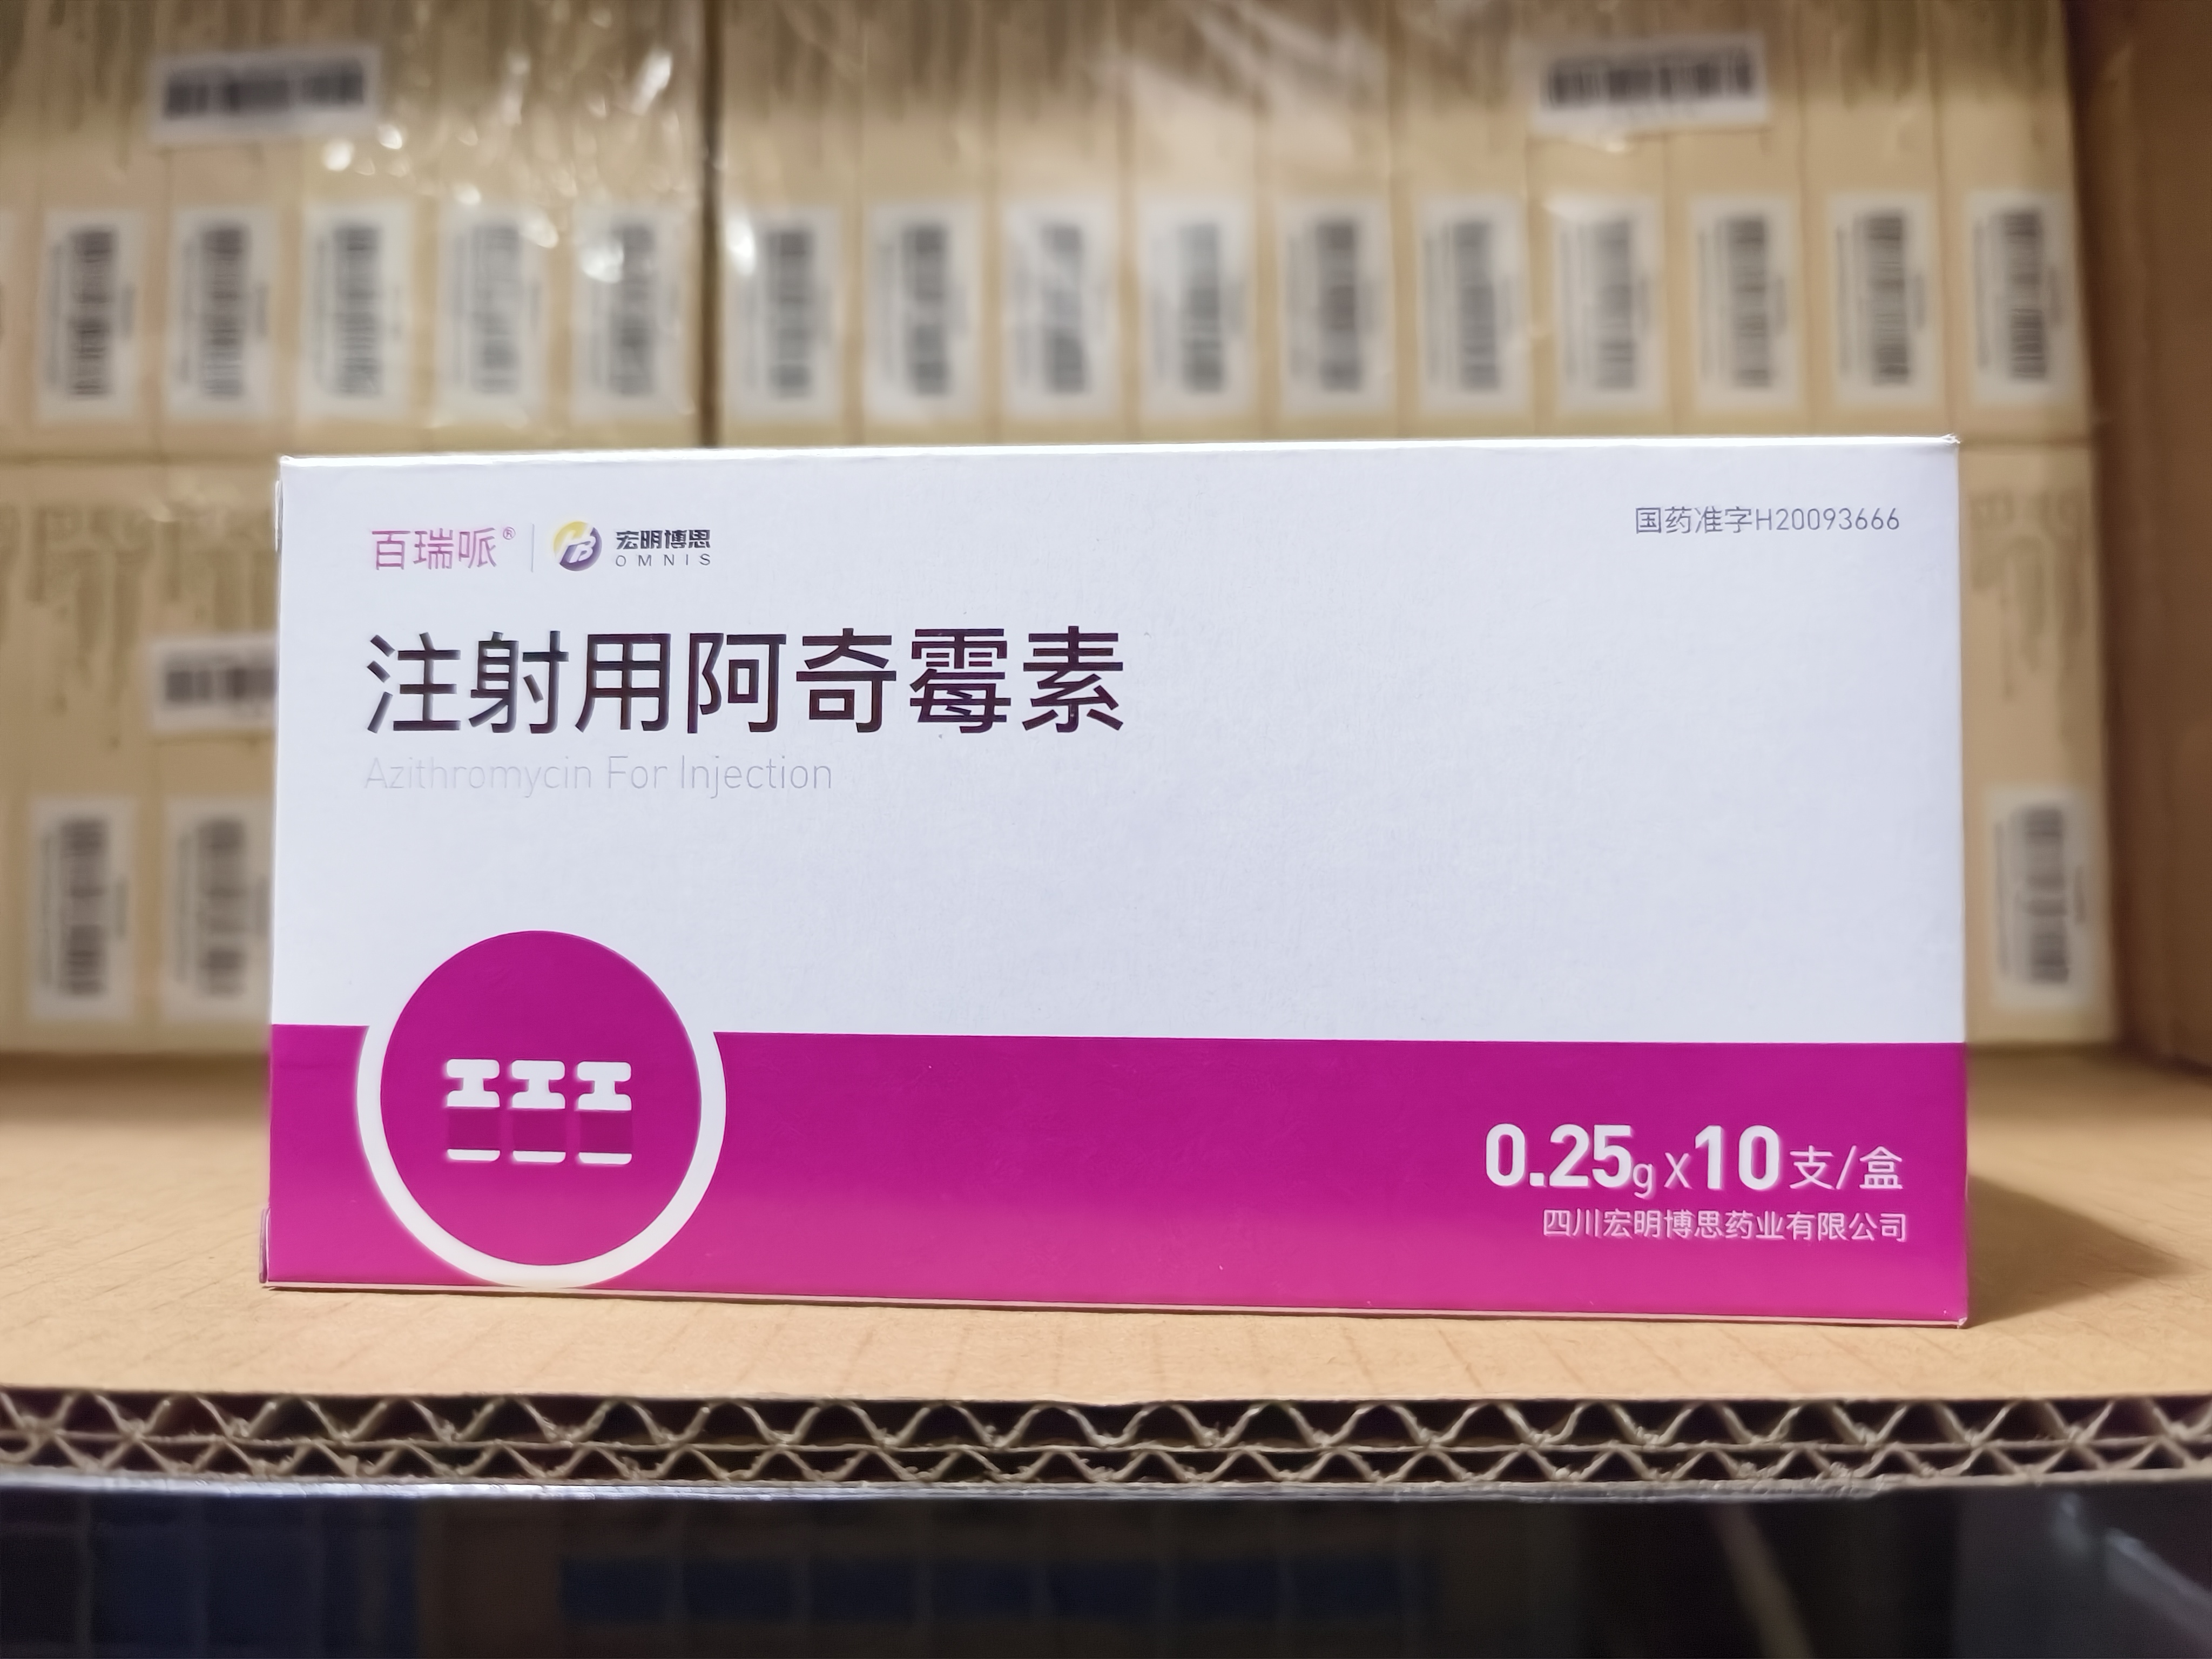 百瑞哌® 宏明博思
OMNIS
国药准字H20093666
注射用阿奇霉素
Azithromycin For Injection
0.25g X 10支/盒
四川宏明博思药业有限公司